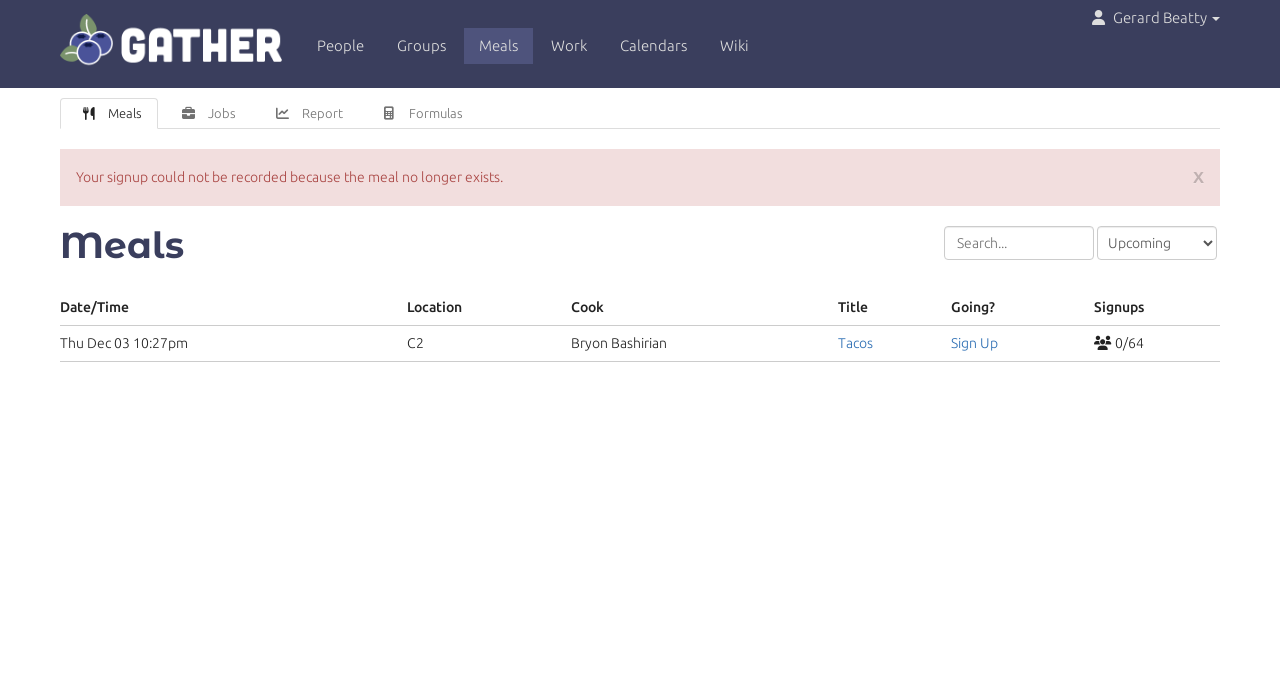 Gerard Beatty
GATHER
People Groups Meals Work Calendars Wiki
Meals Jobs Report Formulas
Your signup could not be recorded because the meal no longer exists. x
Meals
Search... Upcoming
Date/Time Location Cook Title Going? Signups
Thu Dec 03 10:27pm C2 Bryon Bashirian Tacos Sign Up 0/64